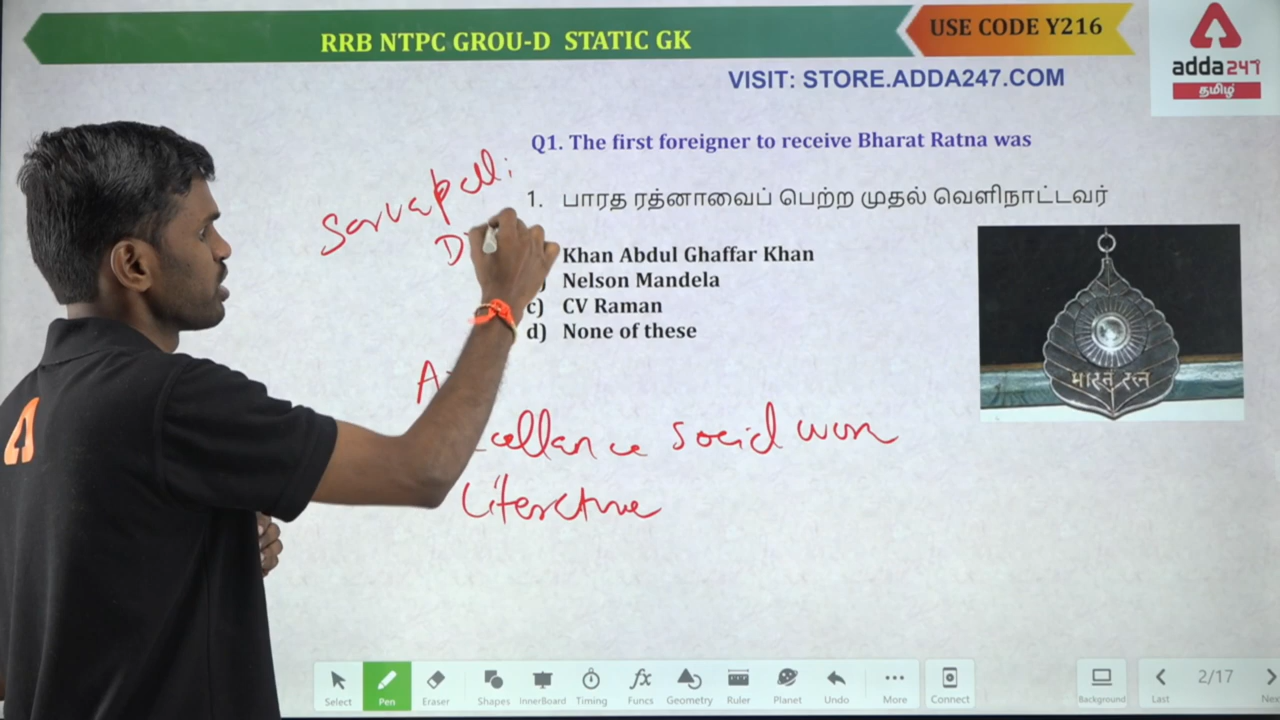 RRB NTPC GROU-D STATIC GK
USE CODE Y216
adda247
தமிழ்
VISIT: STORE.ADDA247.COM
Q1. The first foreigner to receive Bharat Ratna was
1. பாரத ரத்னாவைப் பெற்ற முதல் வெளிநாட்டவர்
Khan Abdul Ghaffar Khan
Nelson Mandela
c) CV Raman
d) None of these
भारत रत्न
D
A
social work
Select
Pen
Eraser
Shapes
InnerBoard
Timing
fx
Funcs
Geometry
Ruler
Planet
Undo
More
Connect
Background
Last
2/17